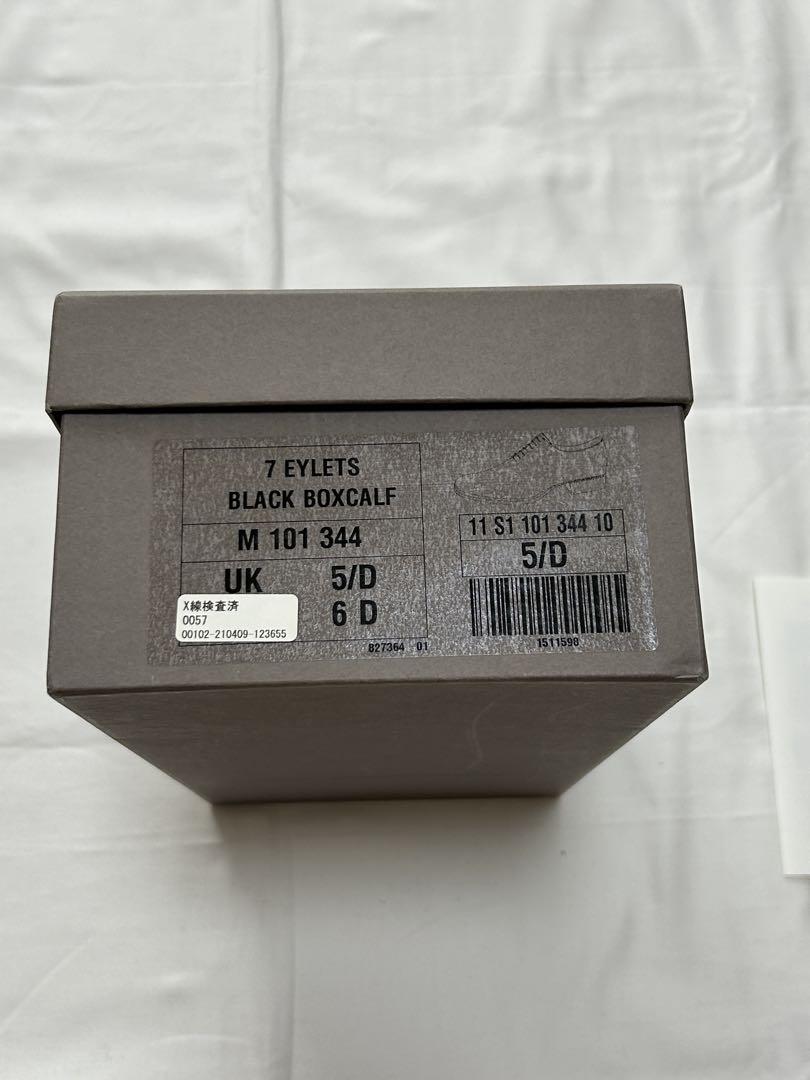 7 EYLETS
BLACK BOXCALF
M 101 344
UK 5/D
6 D
X線検査済
0057
00102-210409-123655
827364 01
11 S1 101 344 10
5/D
1511598